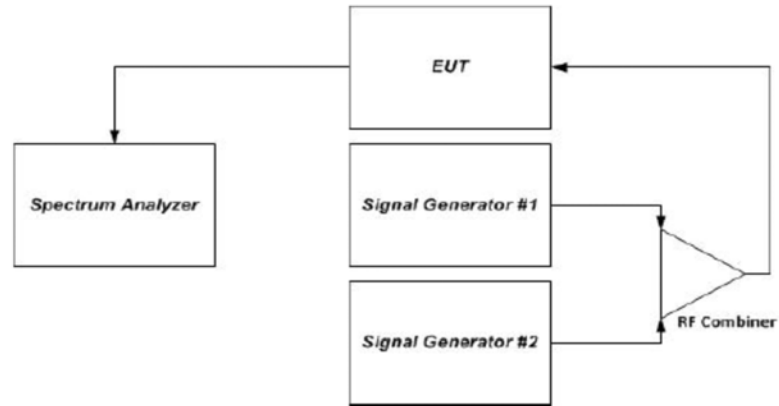 EUT
Spectrum Analyzer
Signal Generator #1
Signal Generator #2
RF Combiner